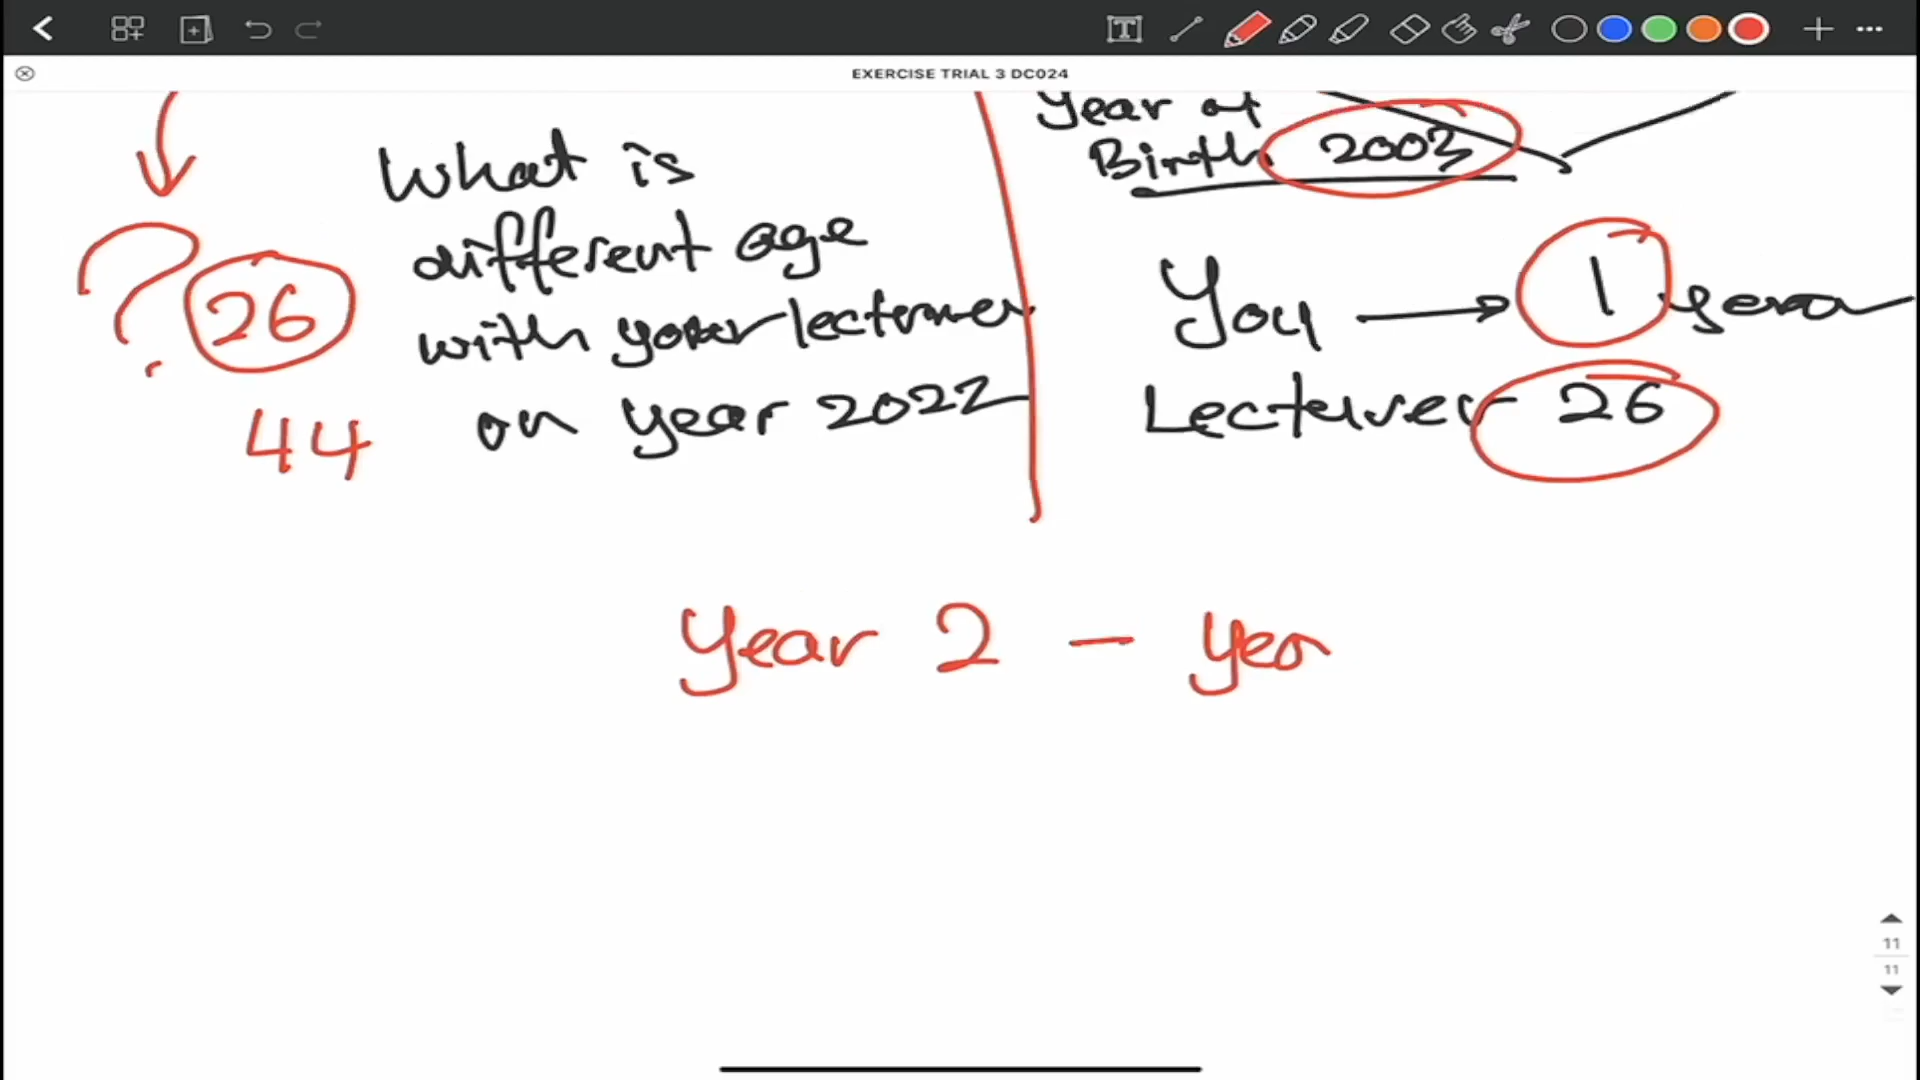 EXERCISE TRIAL 3 DC024
Year of
Birth 2003
What is
different age
with your lecturer
on year 2022
?
26
44
You → 1 year
Lecturer 26
Year 2 - yea
11
11